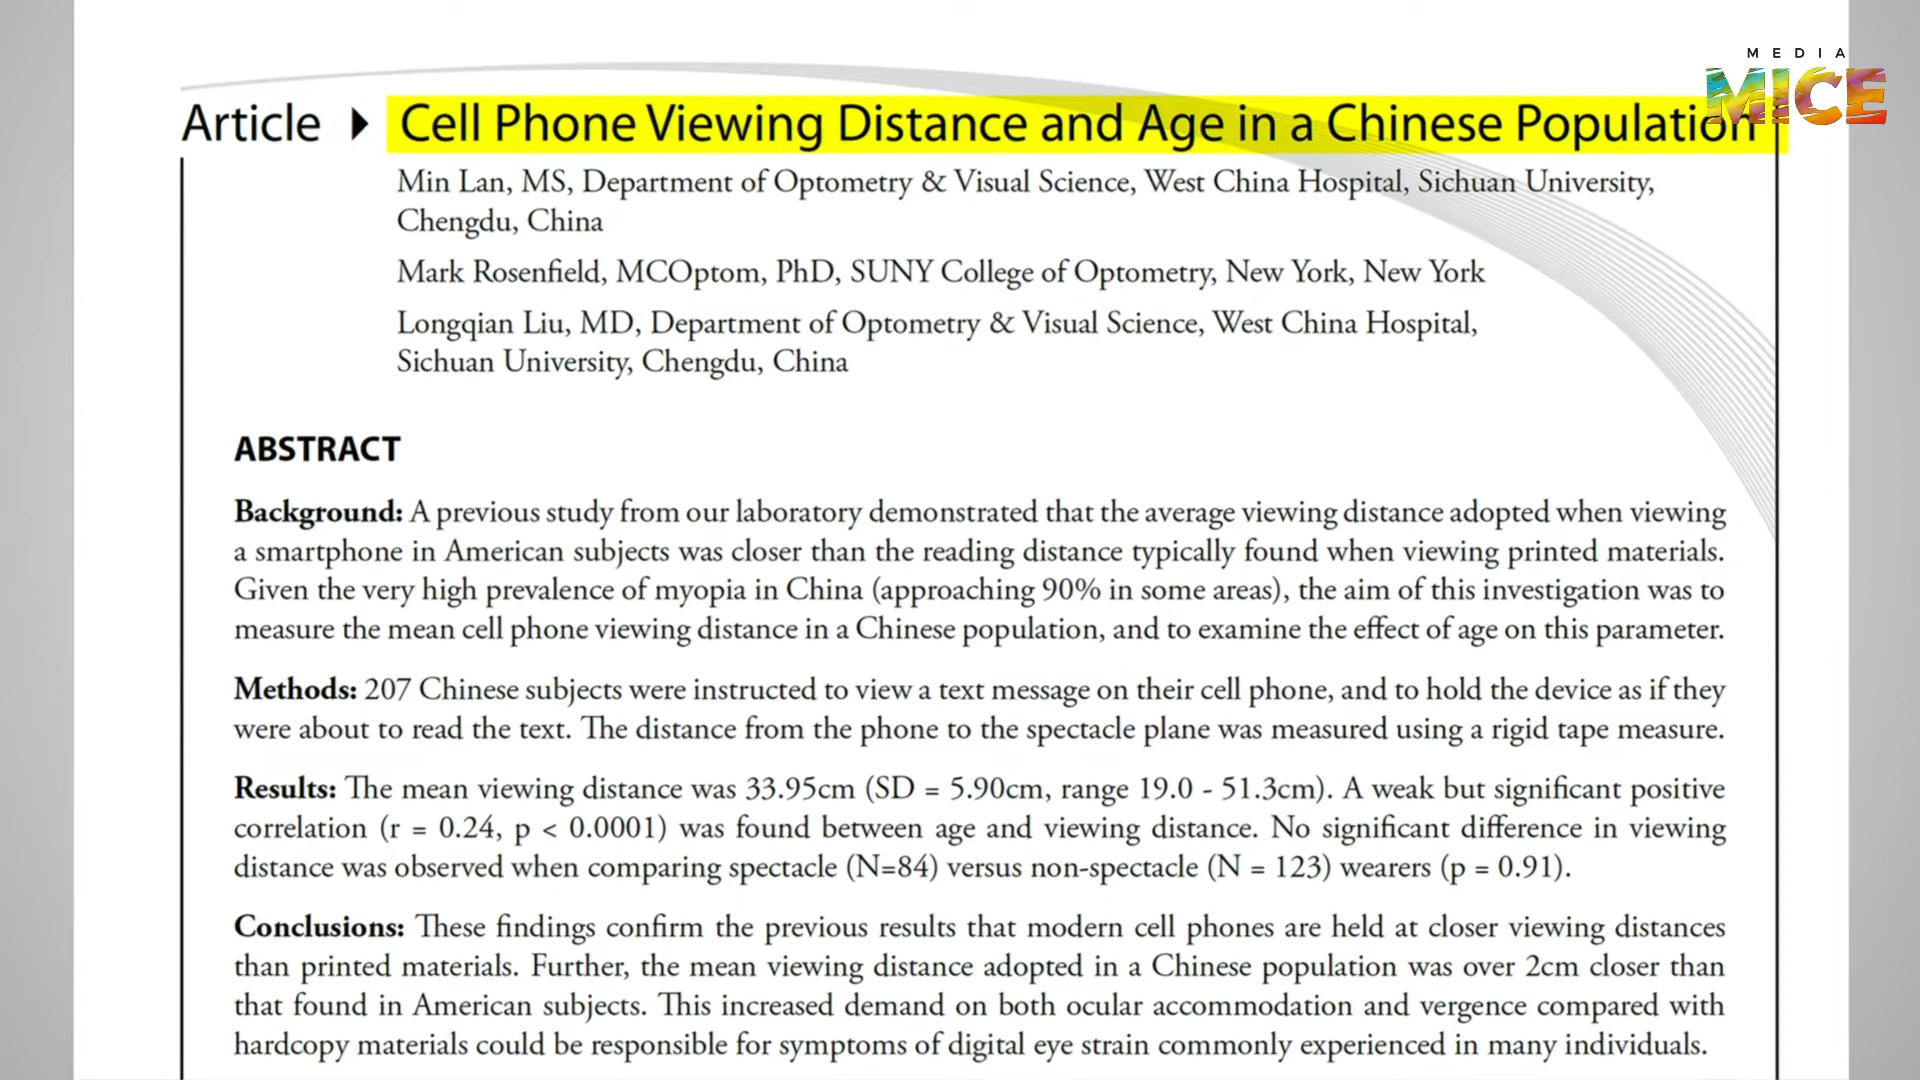 MEDIA
MICE
Article ▶ Cell Phone Viewing Distance and Age in a Chinese Population
Min Lan, MS, Department of Optometry & Visual Science, West China Hospital, Sichuan University,
Chengdu, China
Mark Rosenfield, MCOptom, PhD, SUNY College of Optometry, New York, New York
Longqian Liu, MD, Department of Optometry & Visual Science, West China Hospital,
Sichuan University, Chengdu, China
ABSTRACT
Background: A previous study from our laboratory demonstrated that the average viewing distance adopted when viewing
a smartphone in American subjects was closer than the reading distance typically found when viewing printed materials.
Given the very high prevalence of myopia in China (approaching 90% in some areas), the aim of this investigation was to
measure the mean cell phone viewing distance in a Chinese population, and to examine the effect of age on this parameter.
Methods: 207 Chinese subjects were instructed to view a text message on their cell phone, and to hold the device as if they
were about to read the text. The distance from the phone to the spectacle plane was measured using a rigid tape measure.
Results: The mean viewing distance was 33.95cm (SD = 5.90cm, range 19.0 - 51.3cm). A weak but significant positive
correlation (r = 0.24, p < 0.0001) was found between age and viewing distance. No significant difference in viewing
distance was observed when comparing spectacle (N=84) versus non-spectacle (N = 123) wearers (p = 0.91).
Conclusions: These findings confirm the previous results that modern cell phones are held at closer viewing distances
than printed materials. Further, the mean viewing distance adopted in a Chinese population was over 2cm closer than
that found in American subjects. This increased demand on both ocular accommodation and vergence compared with
hardcopy materials could be responsible for symptoms of digital eye strain commonly experienced in many individuals.